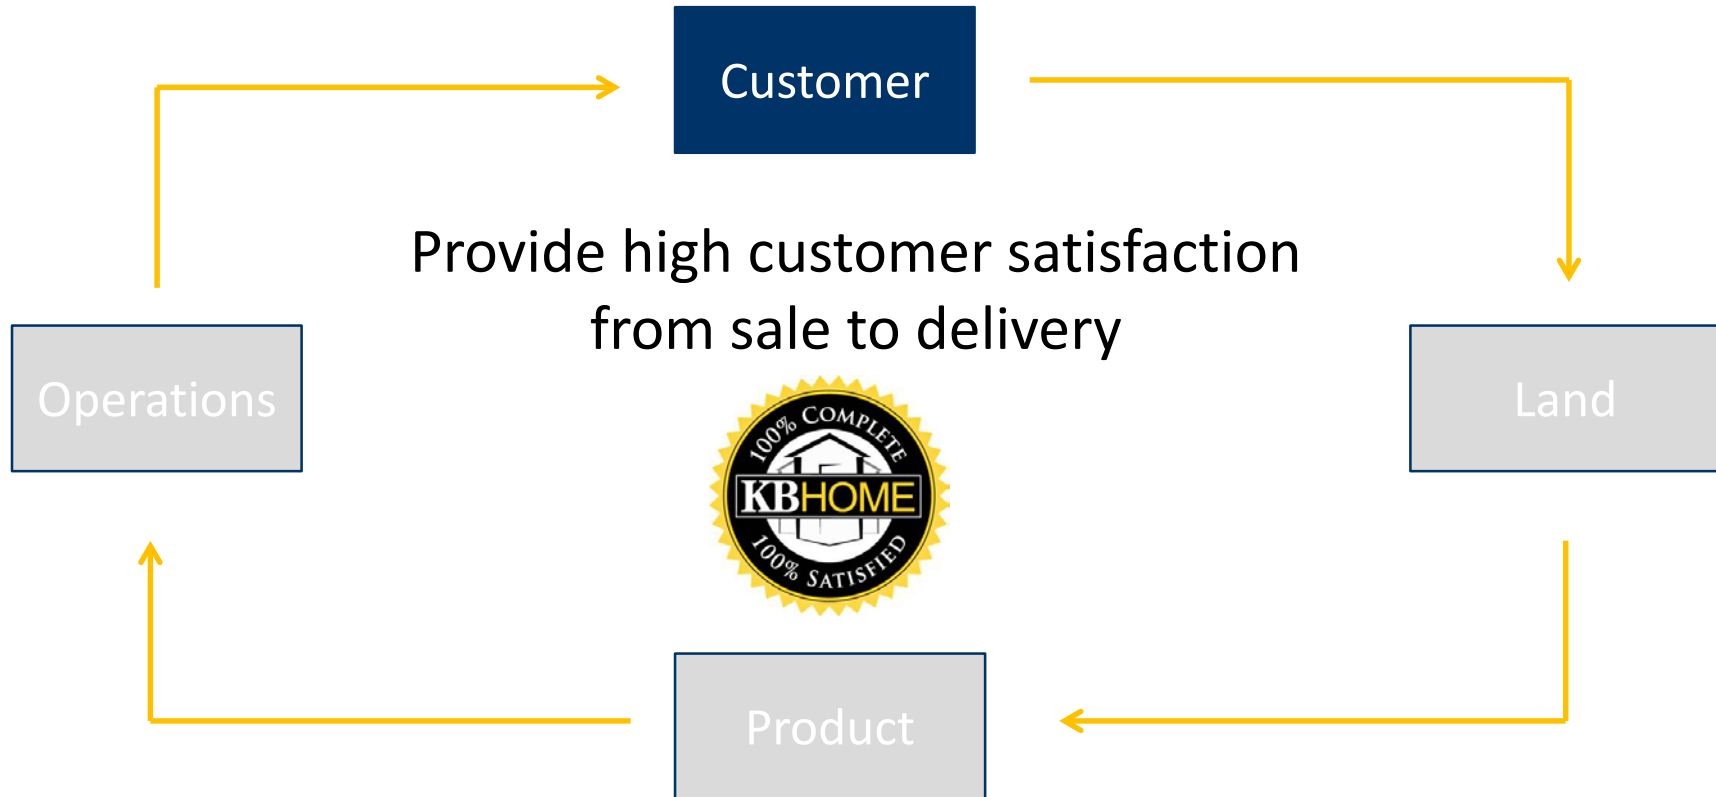 Customer
Provide high customer satisfaction
from sale to delivery
Operations
Land
100% COMPLETE
KBHOME
100% SATISFIED
Product